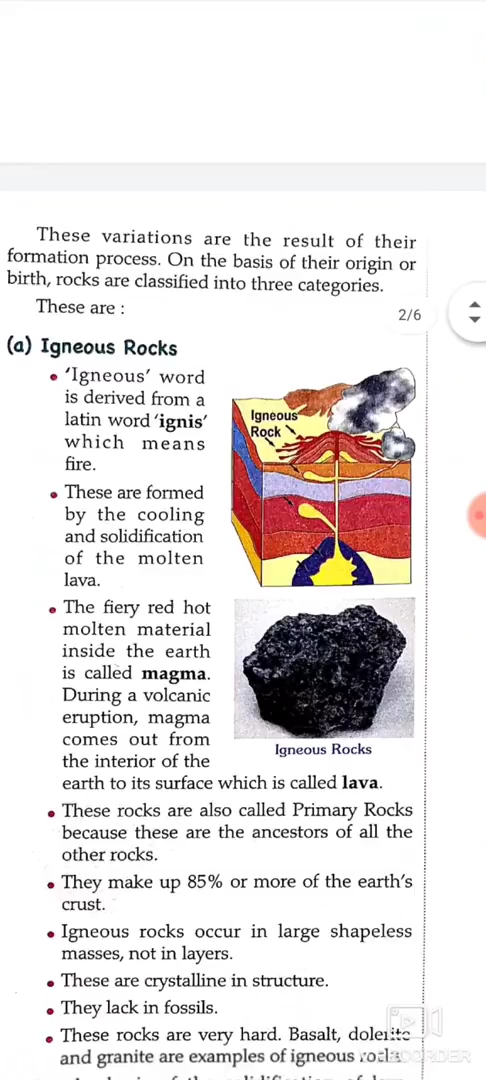 These variations are the result of their
formation process. On the basis of their origin or
birth, rocks are classified into three categories.
These are :
2/6
(a) Igneous Rocks
• 'Igneous' word
is derived from a
latin word 'ignis'
which means
fire.
Igneous
Rock
• These are formed
by the cooling
and solidification
of the molten
lava.
• The fiery red hot
molten material
inside the earth
is called magma.
During a volcanic
eruption, magma
comes out from
the interior of the
earth to its surface which is called lava.
Igneous Rocks
• These rocks are also called Primary Rocks
because these are the ancestors of all the
other rocks.
• They make up 85% or more of the earth's
crust.
• Igneous rocks occur in large shapeless
masses, not in layers.
• These are crystalline in structure.
• They lack in fossils.
• These rocks are very hard. Basalt, dolerite
and granite are examples of igneous rocks